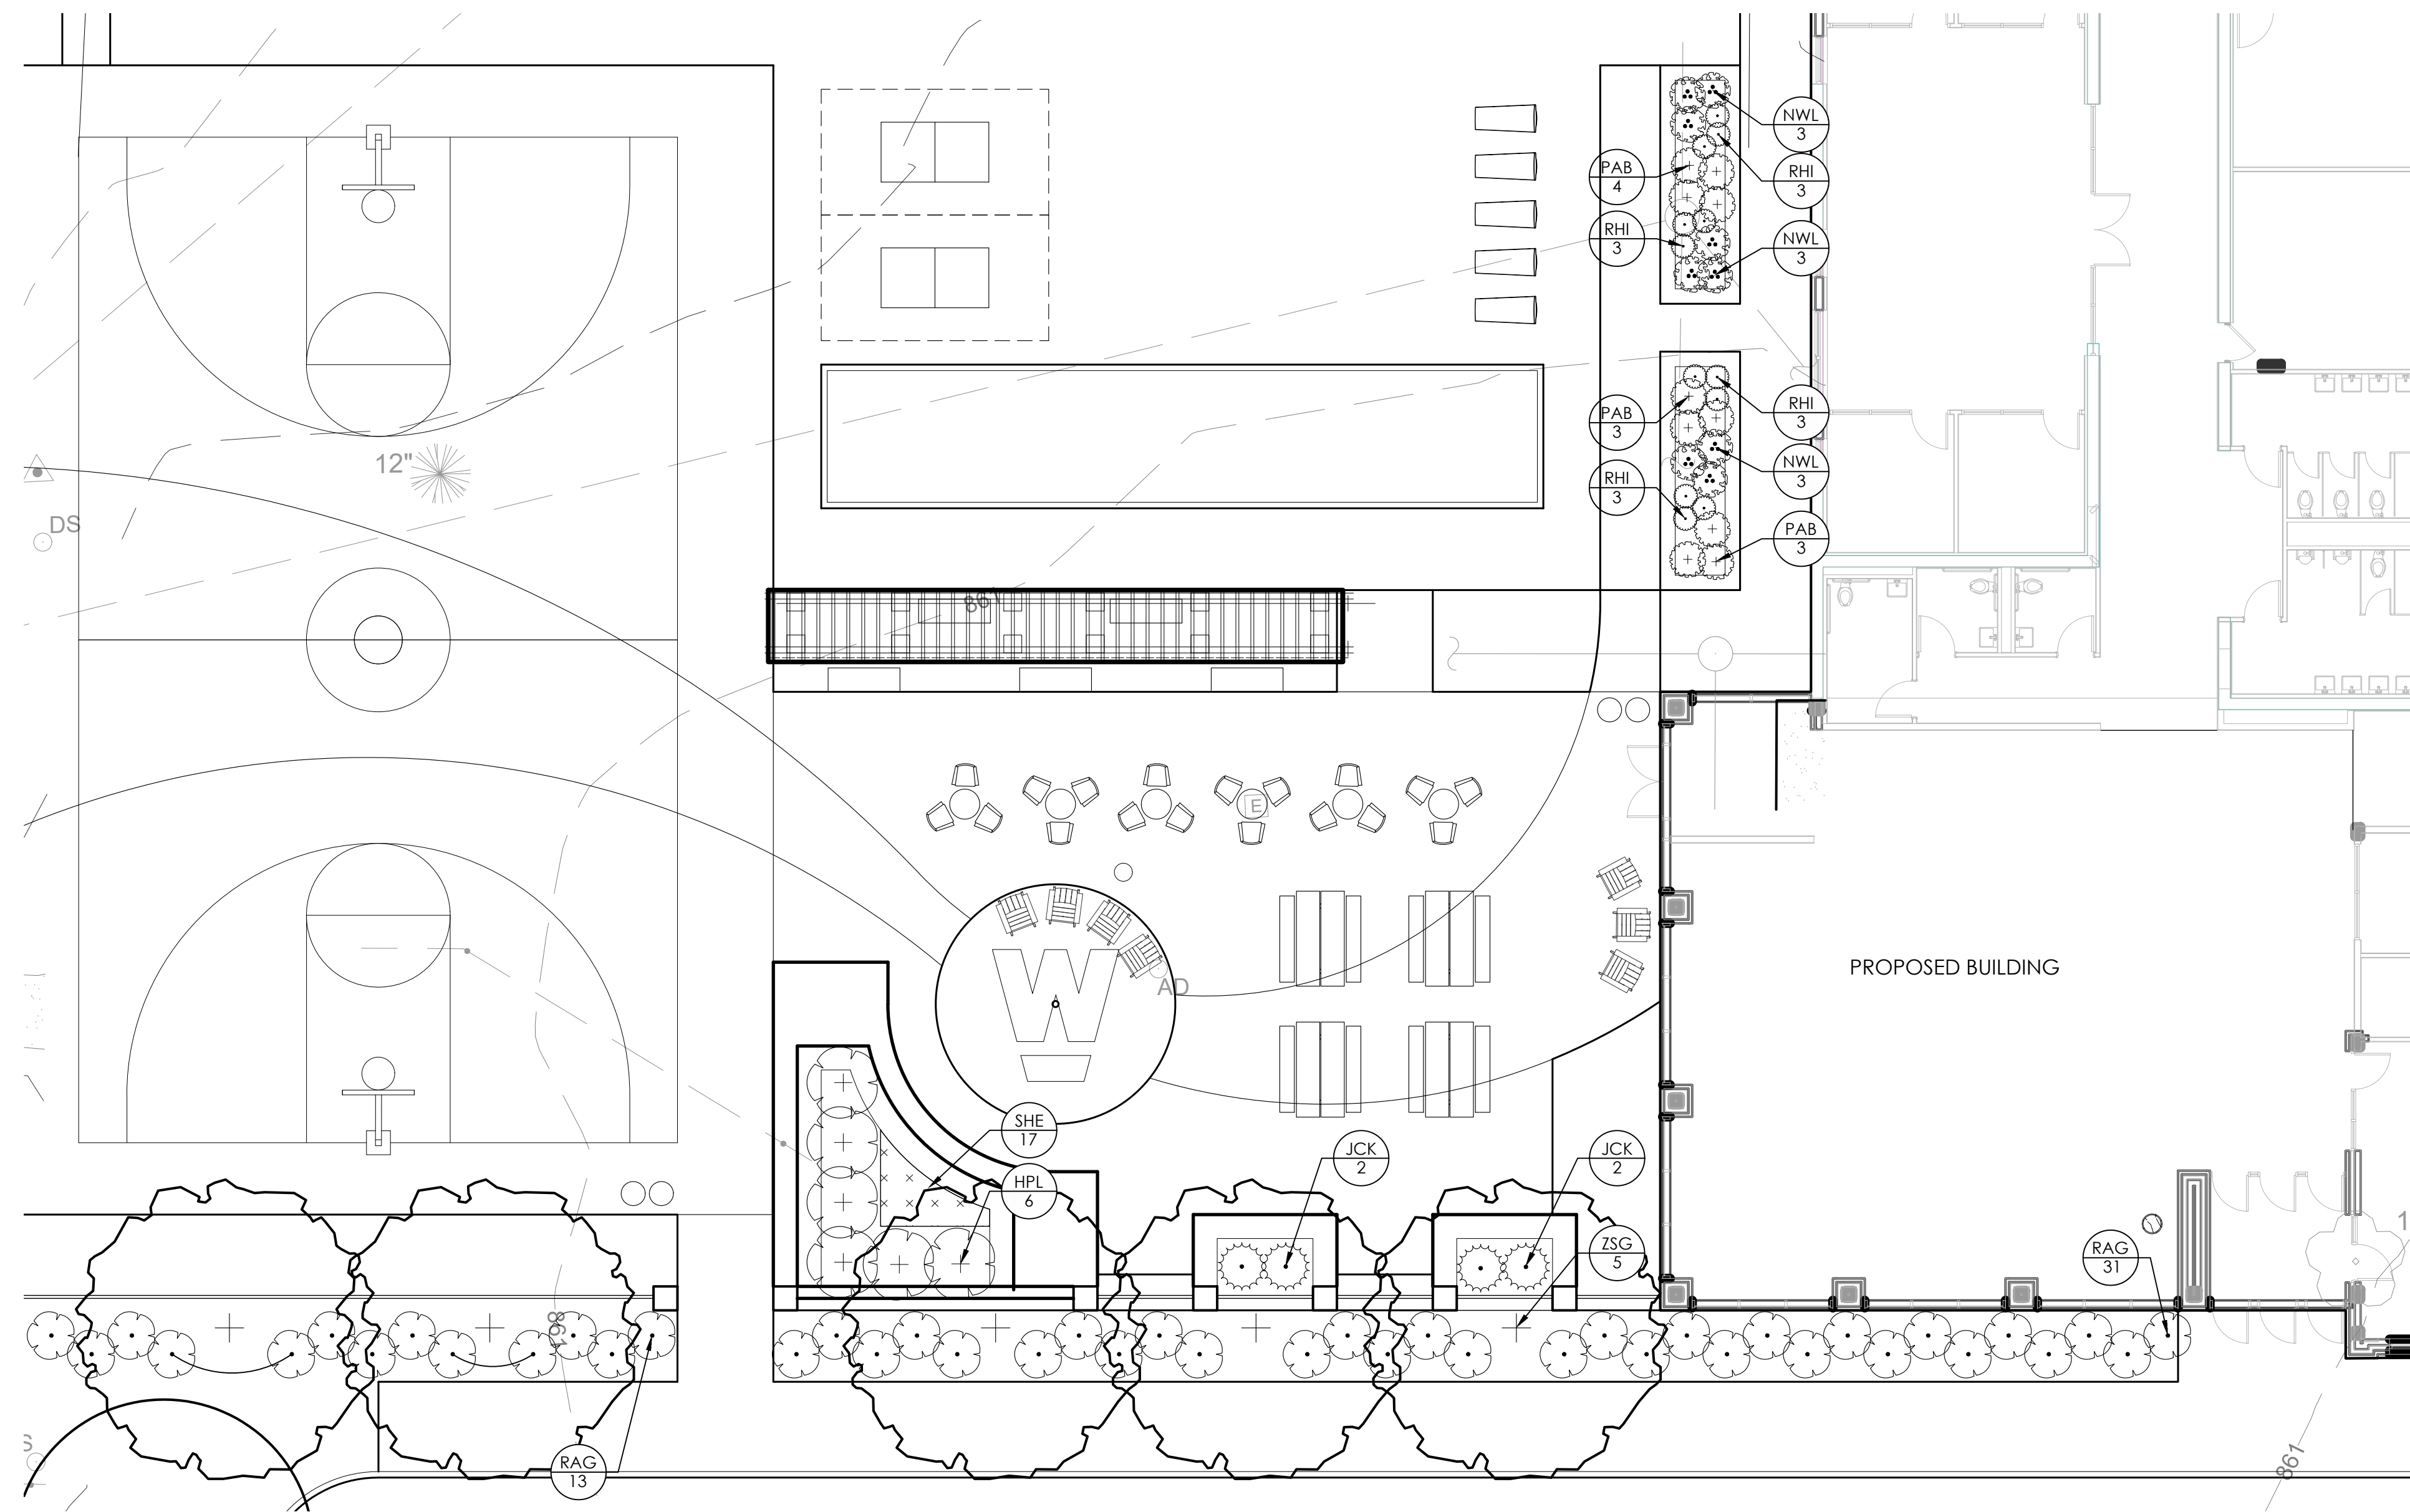 NWL
3
PAB
4
RHI
3
RHI
3
NWL
3
RHI
3
PAB
3
12"
NWL
3
RHI
3
DS
PAB
3
861
E
W
AD
PROPOSED BUILDING
SHE
17
JCK
2
JCK
2
HPL
6
ZSG
5
RAG
31
861
RAG
13
861